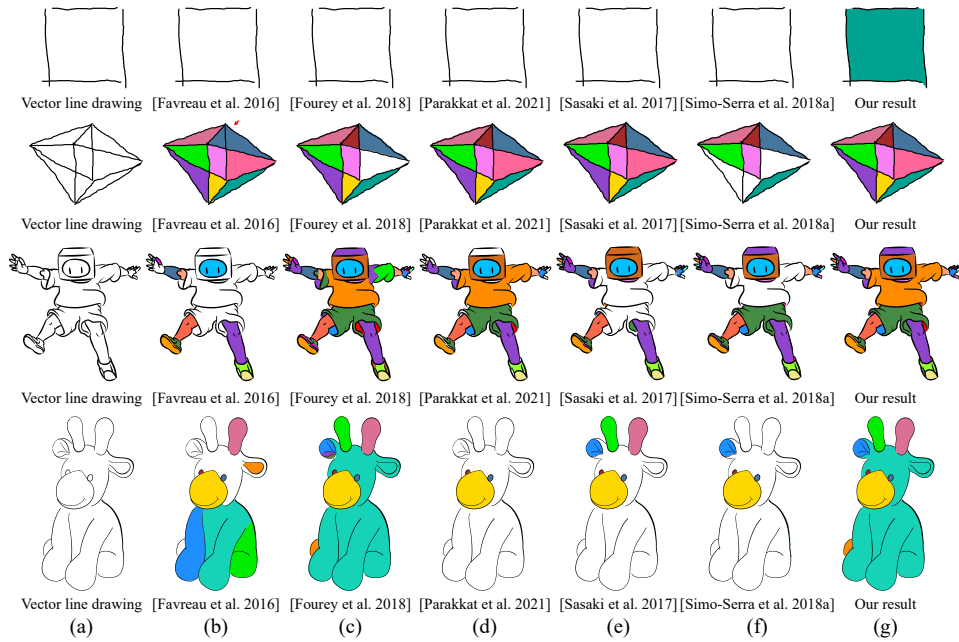 Vector line drawing [Favreau et al. 2016] [Fourey et al. 2018] [Parakkat et al. 2021] [Sasaki et al. 2017] [Simo-Serra et al. 2018a] Our result
Vector line drawing [Favreau et al. 2016] [Fourey et al. 2018] [Parakkat et al. 2021] [Sasaki et al. 2017] [Simo-Serra et al. 2018a] Our result
Vector line drawing [Favreau et al. 2016] [Fourey et al. 2018] [Parakkat et al. 2021] [Sasaki et al. 2017] [Simo-Serra et al. 2018a] Our result
Vector line drawing [Favreau et al. 2016] [Fourey et al. 2018] [Parakkat et al. 2021] [Sasaki et al. 2017] [Simo-Serra et al. 2018a] Our result
(a) (b) (c) (d) (e) (f) (g)